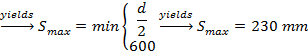 yields→ S_max = min { d/2, 600 yields→ S_max = 230 mm